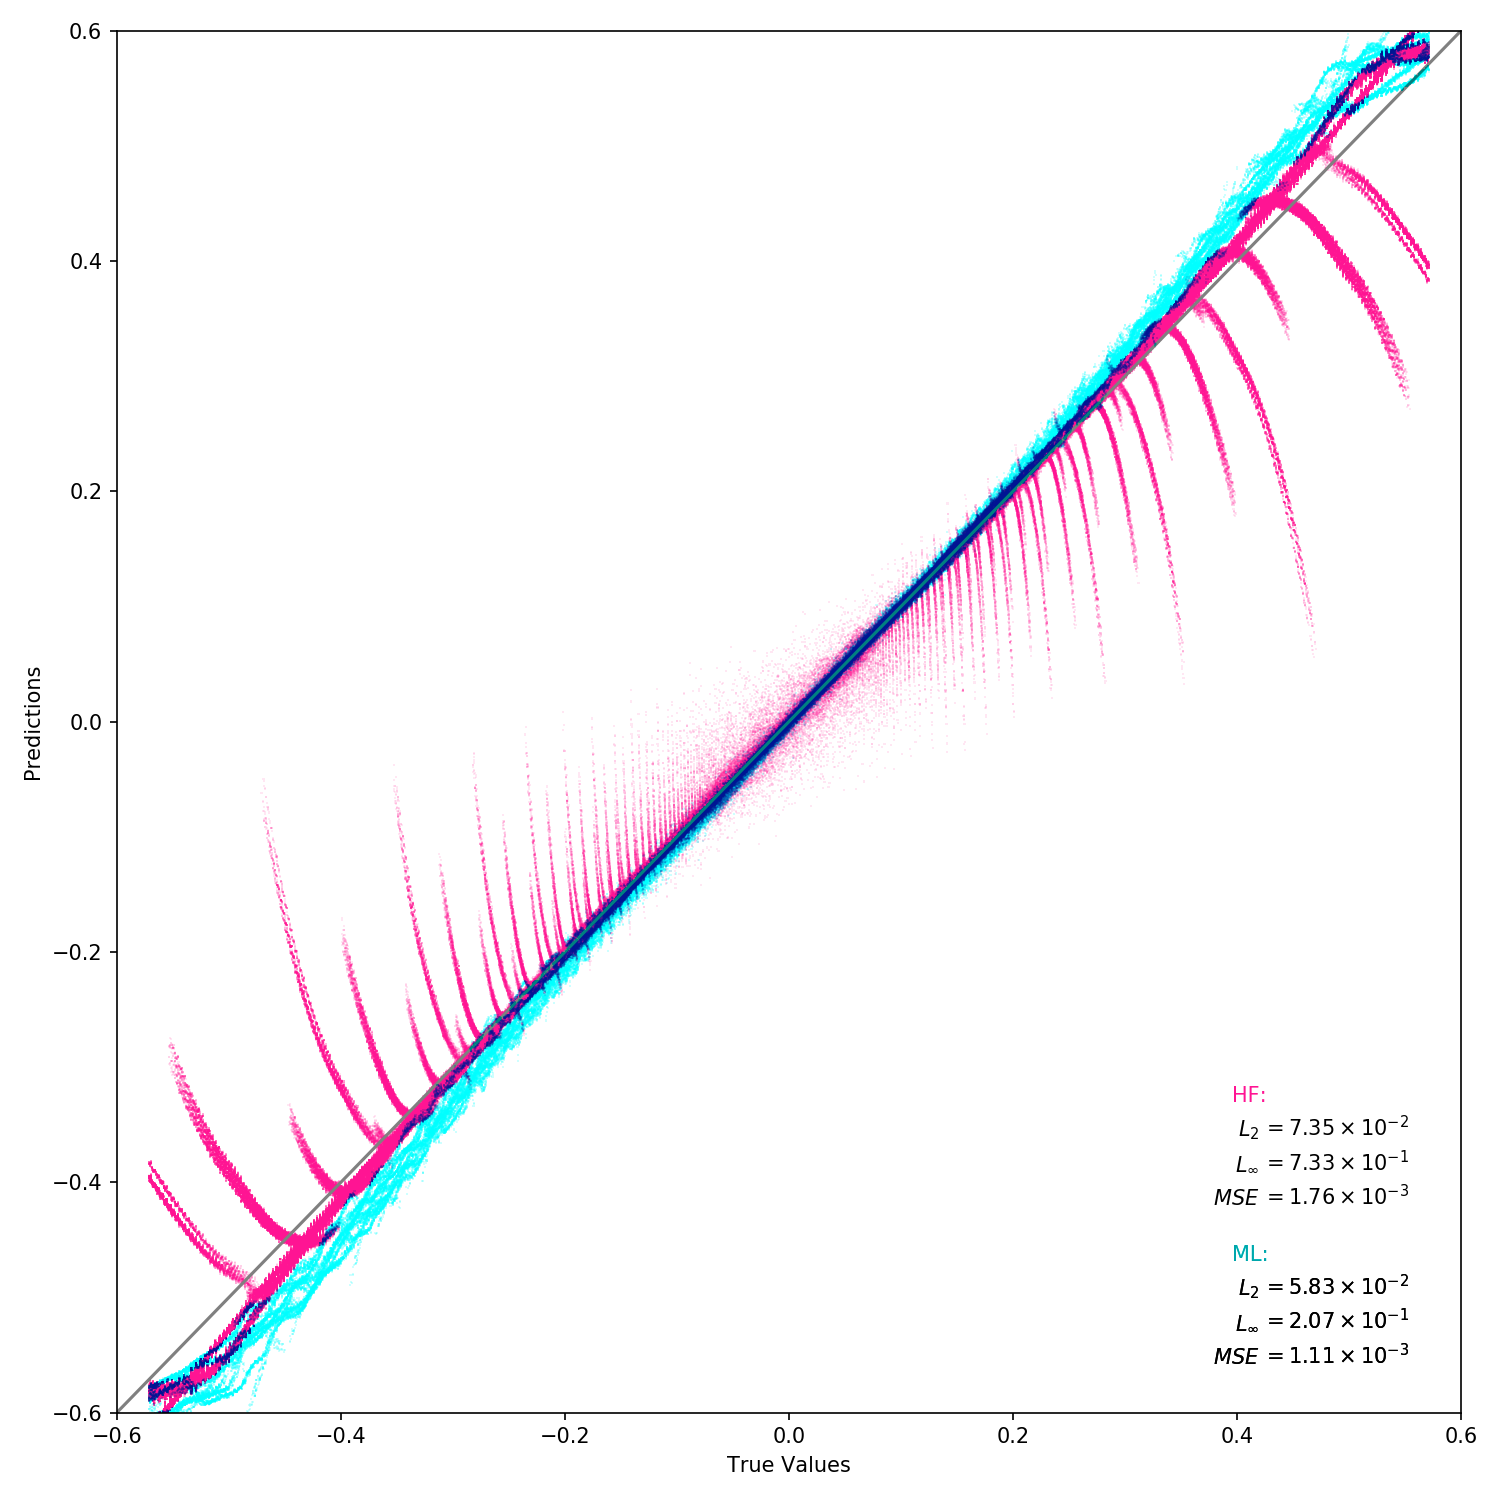 0.6
0.4
0.2
0.0
−0.2
−0.4
−0.6
Predictions
HF:
L₂ = 7.35 × 10⁻²
L∞ = 7.33 × 10⁻¹
MSE = 1.76 × 10⁻³
ML:
L₂ = 5.83 × 10⁻²
L∞ = 2.07 × 10⁻¹
MSE = 1.11 × 10⁻³
−0.6 −0.4 −0.2 0.0 0.2 0.4 0.6
True Values